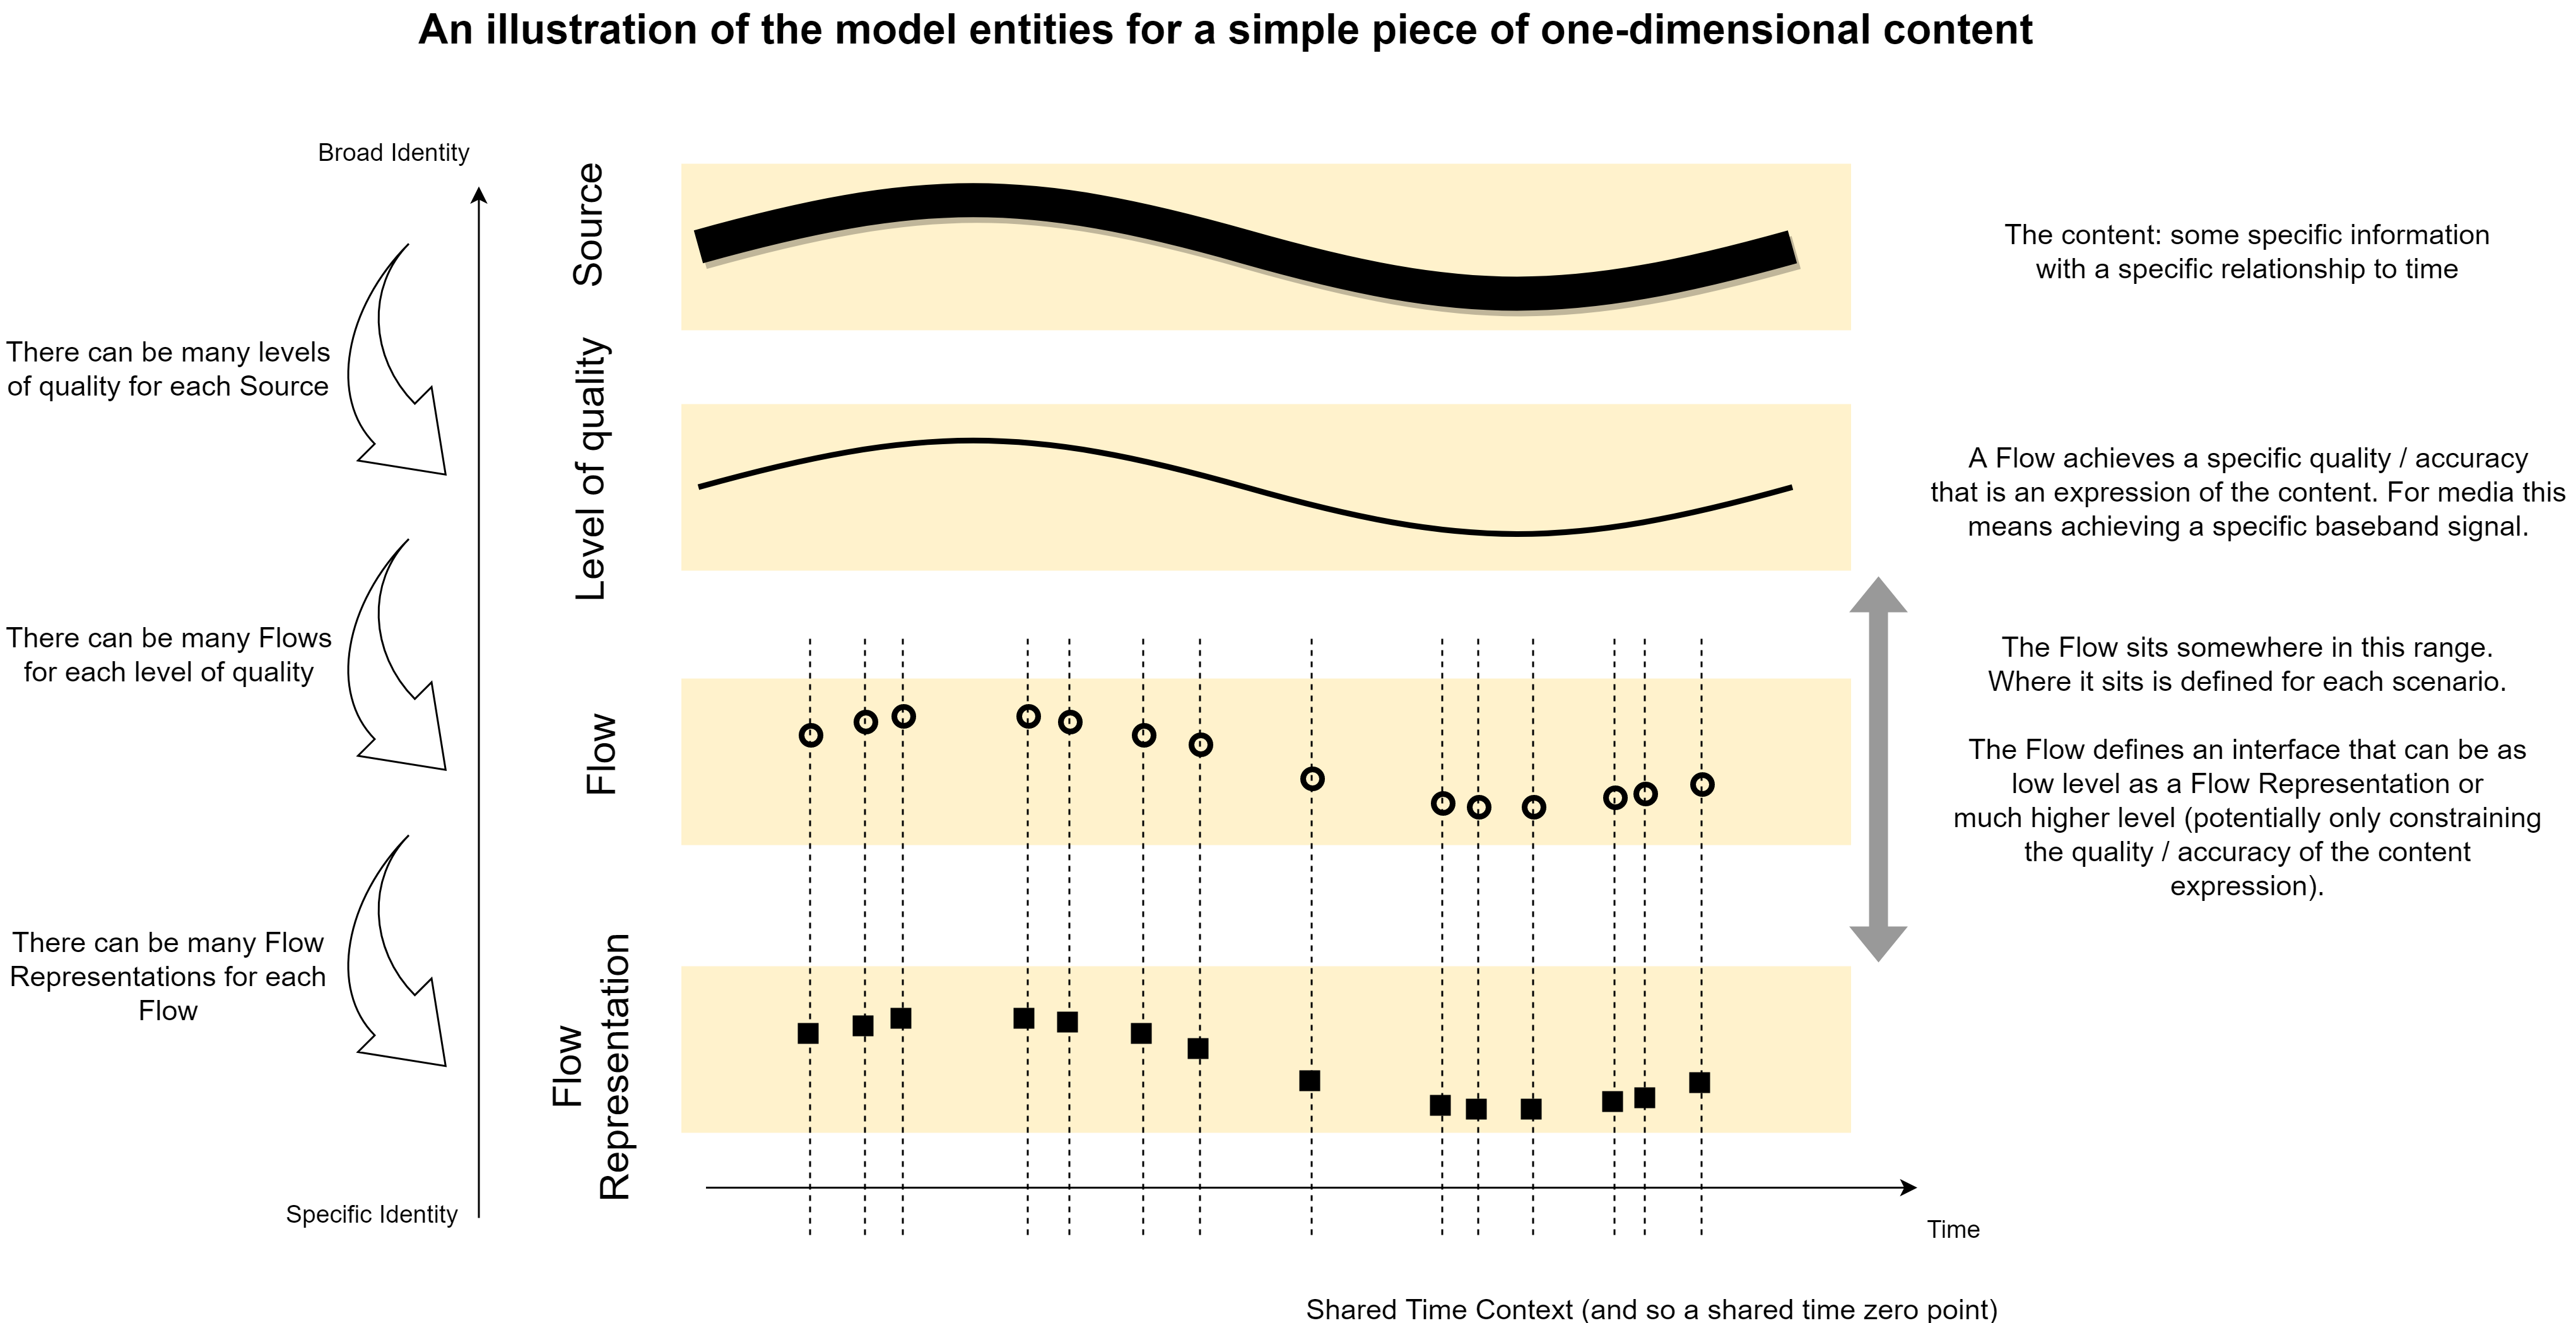 An illustration of the model entities for a simple piece of one-dimensional content
Broad Identity
Source
The content: some specific information
with a specific relationship to time
There can be many levels
of quality for each Source
Level of quality
A Flow achieves a specific quality / accuracy
that is an expression of the content. For media this
means achieving a specific baseband signal.
There can be many Flows
for each level of quality
Flow
The Flow sits somewhere in this range.
Where it sits is defined for each scenario.
The Flow defines an interface that can be as
low level as a Flow Representation or
much higher level (potentially only constraining
the quality / accuracy of the content
expression).
There can be many Flow
Representations for each
Flow
Flow
Representation
Specific Identity
Time
Shared Time Context (and so a shared time zero point)